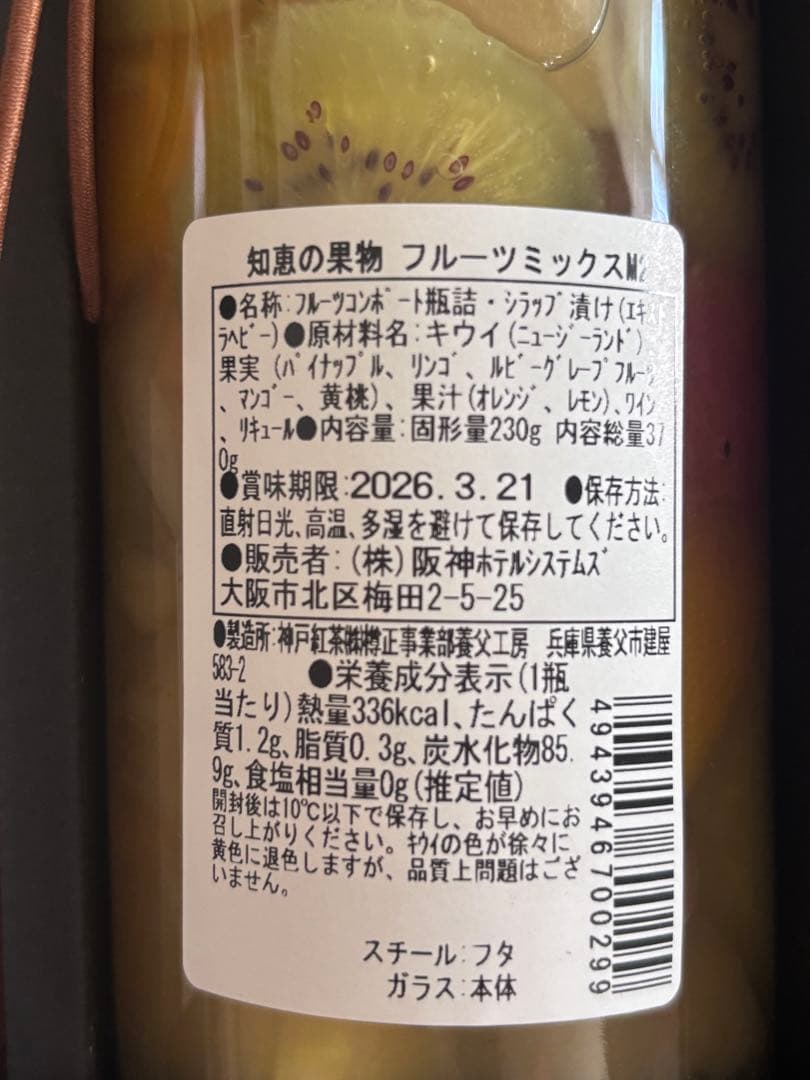 知恵の果物 フルーツミックスM2
●名称:フルーツコンポート瓶詰・シラップ漬け(エキスト
ラヘビー)●原材料名:キウイ(ニュージーランド)
果実(パイナップル、リンゴ、ルビーグレープフルーツ
、マンゴー、黄桃)、果汁(オレンジ、レモン)、ワイン
、リキュール●内容量:固形量230g 内容総量37
0g
●賞味期限:2026.3.21 ●保存方法:
直射日光、高温、多湿を避けて保存してください。
●販売者:(株)阪神ホテルシステムズ
大阪市北区梅田2-5-25
●製造所:神戸紅茶㈱樽正事業部養父工房 兵庫県養父市建屋
583-2 ●栄養成分表示(1瓶
当たり)熱量336kcal、たんぱく
質1.2g、脂質0.3g、炭水化物85.
9g、食塩相当量0g(推定値)
開封後は10℃以下で保存し、お早めにお
召し上がりください。キウイの色が徐々に
黄色に退色しますが、品質上問題はござ
いません。
スチール:フタ
ガラス:本体
4943946700299